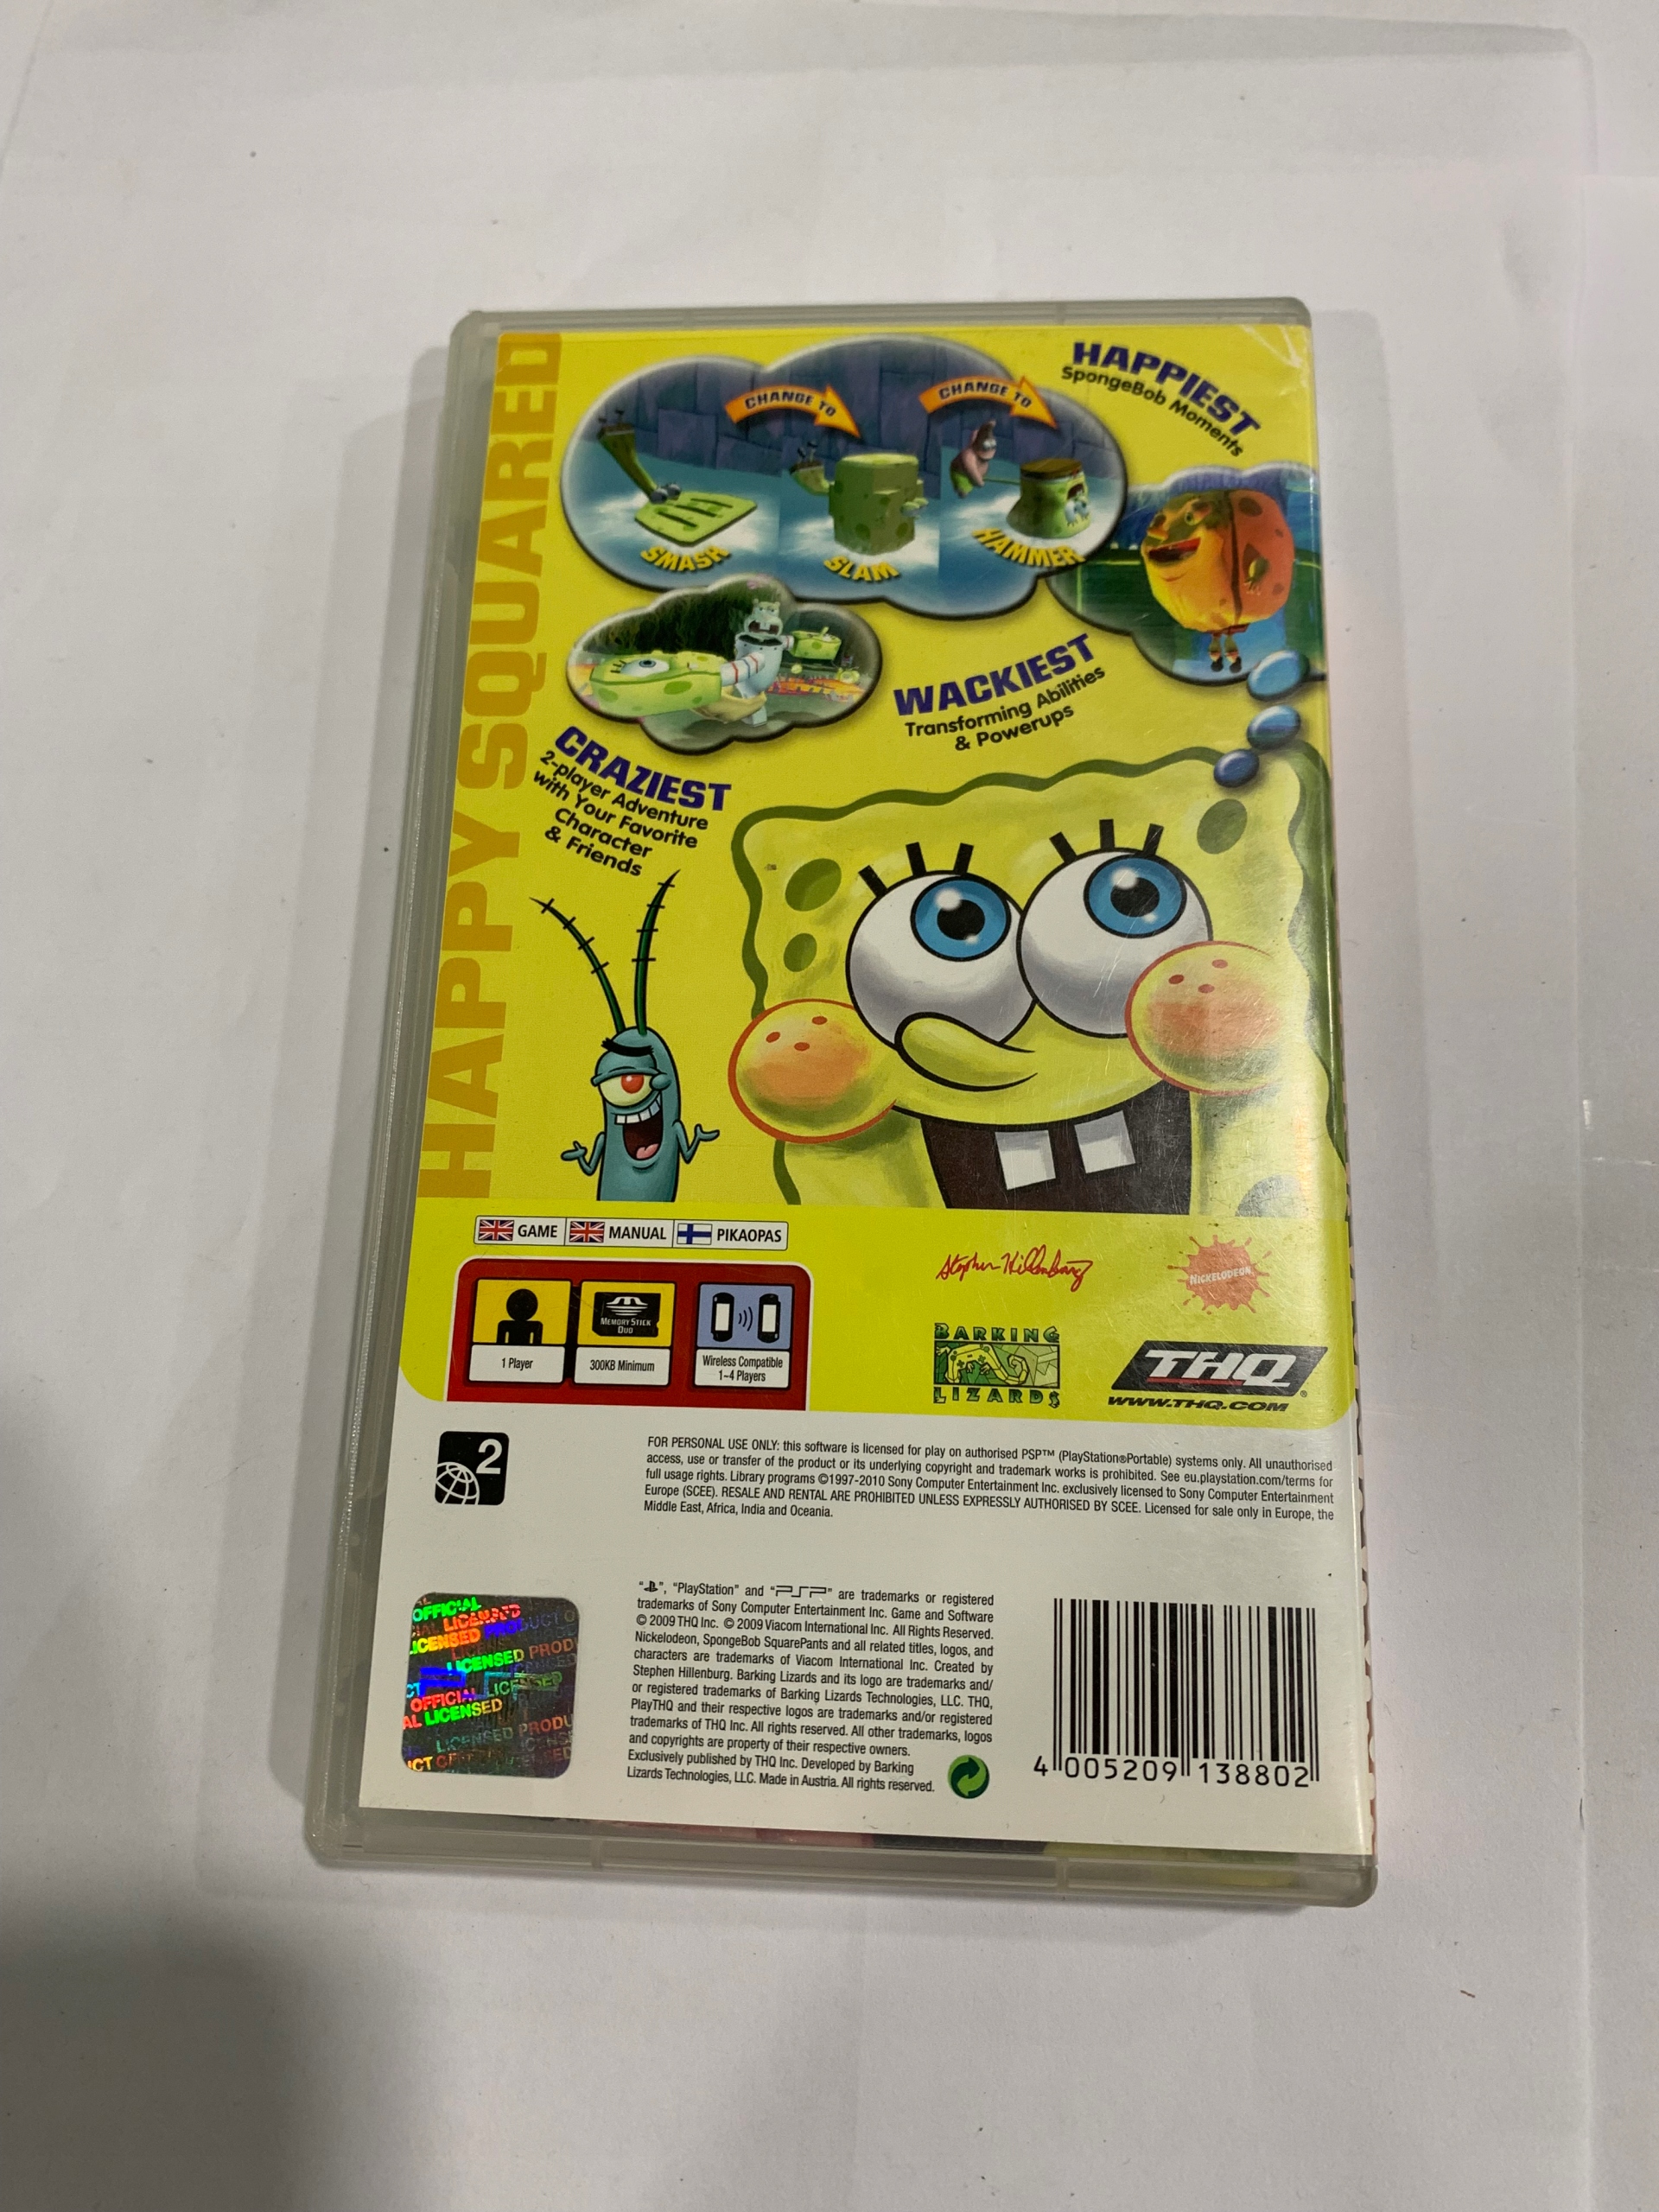 HAPPY SQUARED
HAPPIEST
SpongeBob Moments
CHANGE TO
CHANGE TO
SMASH
SLAM
HAMMER
WACKIEST
Transforming Abilities
& Powerups
CRAZIEST
2-player Adventure
with Your Favorite
Character
& Friends
GAME MANUAL PIKAOPAS
Stephen Hillenburg
NICKELODEON
MEMORY STICK
DUO
1 Player
300KB Minimum
Wireless Compatible
1-4 Players
BARKING
LIZARDS
THQ
WWW.THQ.COM
2
FOR PERSONAL USE ONLY: this software is licensed for play on authorised PSP™ (PlayStation®Portable) systems only. All unauthorised
access, use or transfer of the product or its underlying copyright and trademark works is prohibited. See eu.playstation.com/terms for
full usage rights. Library programs ©1997-2010 Sony Computer Entertainment Inc. exclusively licensed to Sony Computer Entertainment
Europe (SCEE). RESALE AND RENTAL ARE PROHIBITED UNLESS EXPRESSLY AUTHORISED BY SCEE. Licensed for sale only in Europe, the
Middle East, Africa, India and Oceania.
"", "PlayStation" and "PSP" are trademarks or registered
trademarks of Sony Computer Entertainment Inc. Game and Software
© 2009 THQ Inc. © 2009 Viacom International Inc. All Rights Reserved.
Nickelodeon, SpongeBob SquarePants and all related titles, logos, and
characters are trademarks of Viacom International Inc. Created by
Stephen Hillenburg. Barking Lizards and its logo are trademarks and/
or registered trademarks of Barking Lizards Technologies, LLC. THQ,
PlayTHQ and their respective logos are trademarks and/or registered
trademarks of THQ Inc. All rights reserved. All other trademarks, logos
and copyrights are property of their respective owners.
Exclusively published by THQ Inc. Developed by Barking
Lizards Technologies, LLC. Made in Austria. All rights reserved.
OFFICIAL
LICENSED
LICENSED
LICENSED PROD
OFFICIAL LICENSED
AL LICENSED
LICENSED PRODU
4 005209 138802